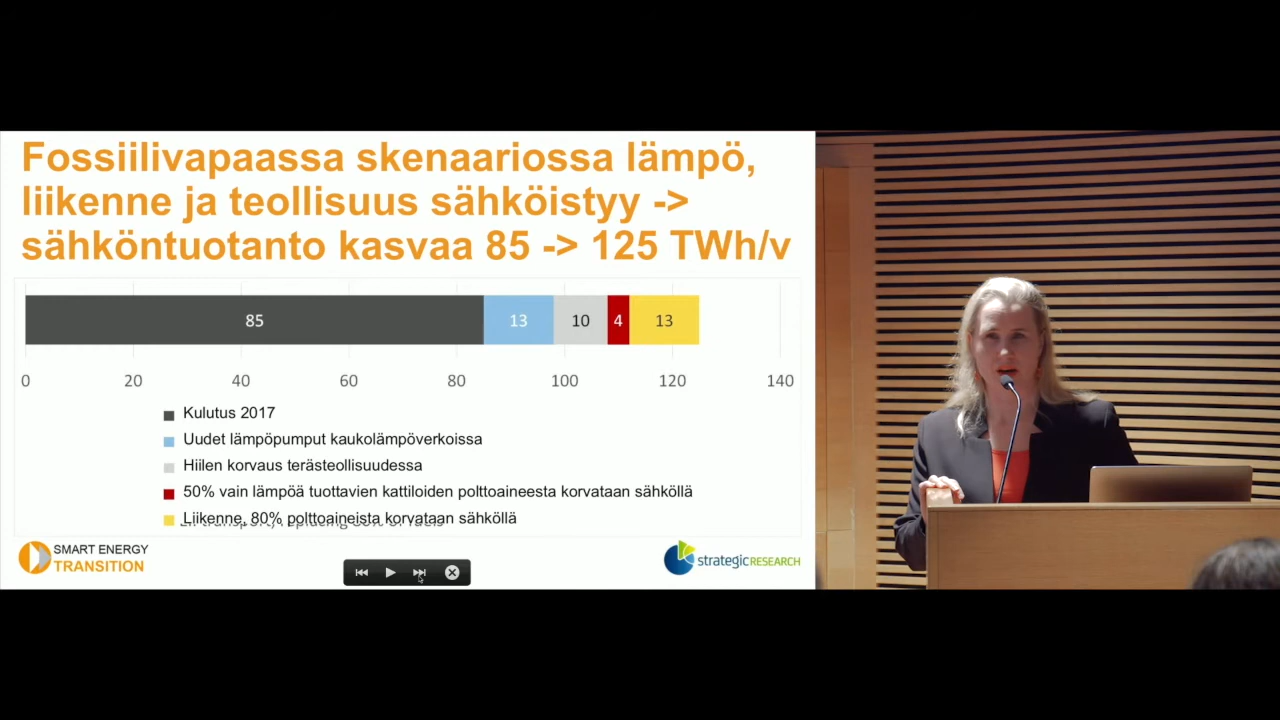 Fossiilivapaassa skenaariossa lämpö,
liikenne ja teollisuus sähköistyy ->
sähköntuotanto kasvaa 85 -> 125 TWh/v
85 13 10 4 13
0 20 40 60 80 100 120 140
Kulutus 2017
Uudet lämpöpumput kaukolämpöverkoissa
Hiilen korvaus terästeollisuudessa
50% vain lämpöä tuottavien kattiloiden polttoaineesta korvataan sähköllä
Liikenne, 80% polttoaineista korvataan sähköllä
SMART ENERGY
TRANSITION
strategicRESEARCH